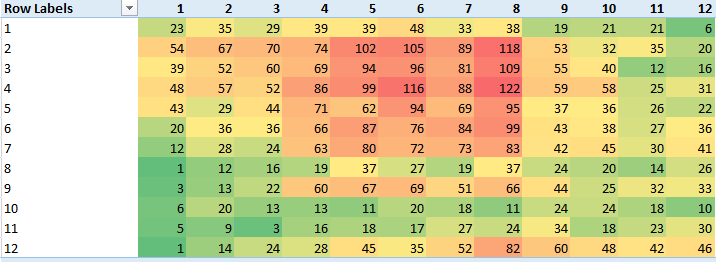 Row Labels 1 2 3 4 5 6 7 8 9 10 11 12
1 23 35 29 39 39 48 33 38 19 21 21 6
2 54 67 70 74 102 105 89 118 53 32 35 20
3 39 52 60 69 94 96 81 109 55 40 12 16
4 48 57 52 86 99 116 88 122 59 58 25 31
5 43 29 44 71 62 94 69 95 37 36 26 22
6 20 36 36 66 87 76 84 99 43 38 27 36
7 12 28 24 63 80 72 73 83 42 45 30 41
8 1 12 16 19 37 27 19 37 24 20 14 26
9 3 13 22 60 67 69 51 66 44 25 32 33
10 6 20 13 13 11 20 18 11 24 24 18 10
11 5 9 3 16 18 17 27 24 34 18 23 30
12 1 14 24 28 45 35 52 82 60 48 42 46